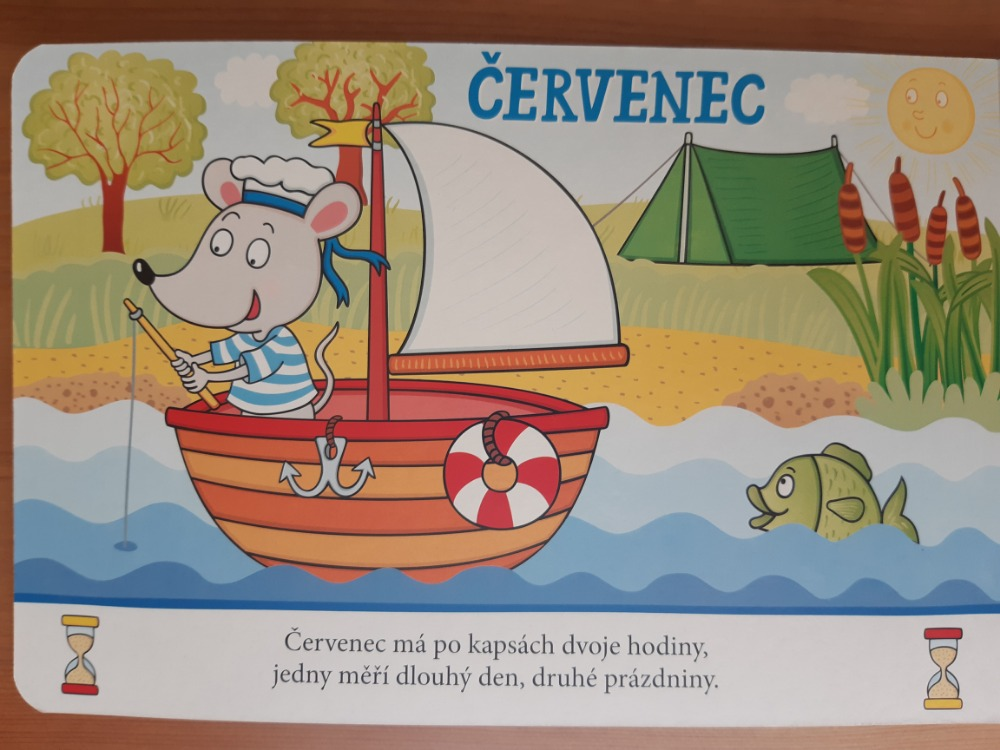 ČERVENEC
Červenec má po kapsách dvoje hodiny,
jedny měří dlouhý den, druhé prázdniny.